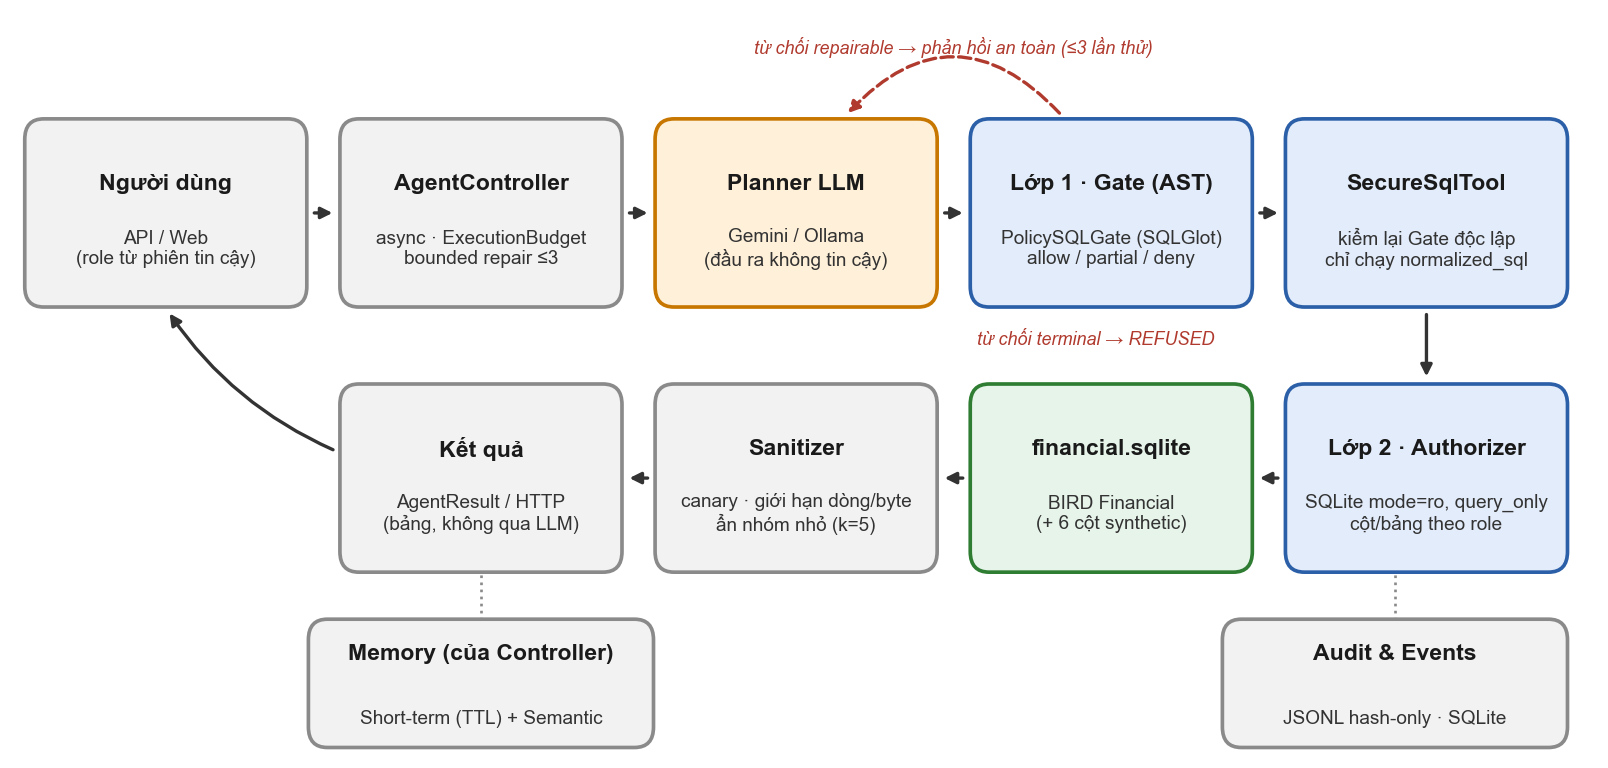 từ chối repairable → phản hồi an toàn (≤3 lần thử)
Người dùng
API / Web
(role từ phiên tin cậy)
AgentController
async · ExecutionBudget
bounded repair ≤3
Planner LLM
Gemini / Ollama
(đầu ra không tin cậy)
Lớp 1 · Gate (AST)
PolicySQLGate (SQLGlot)
allow / partial / deny
SecureSqlTool
kiểm lại Gate độc lập
chỉ chạy normalized_sql
từ chối terminal → REFUSED
Kết quả
AgentResult / HTTP
(bảng, không qua LLM)
Sanitizer
canary · giới hạn dòng/byte
ẩn nhóm nhỏ (k=5)
financial.sqlite
BIRD Financial
(+ 6 cột synthetic)
Lớp 2 · Authorizer
SQLite mode=ro, query_only
cột/bảng theo role
Memory (của Controller)
Short-term (TTL) + Semantic
Audit & Events
JSONL hash-only · SQLite